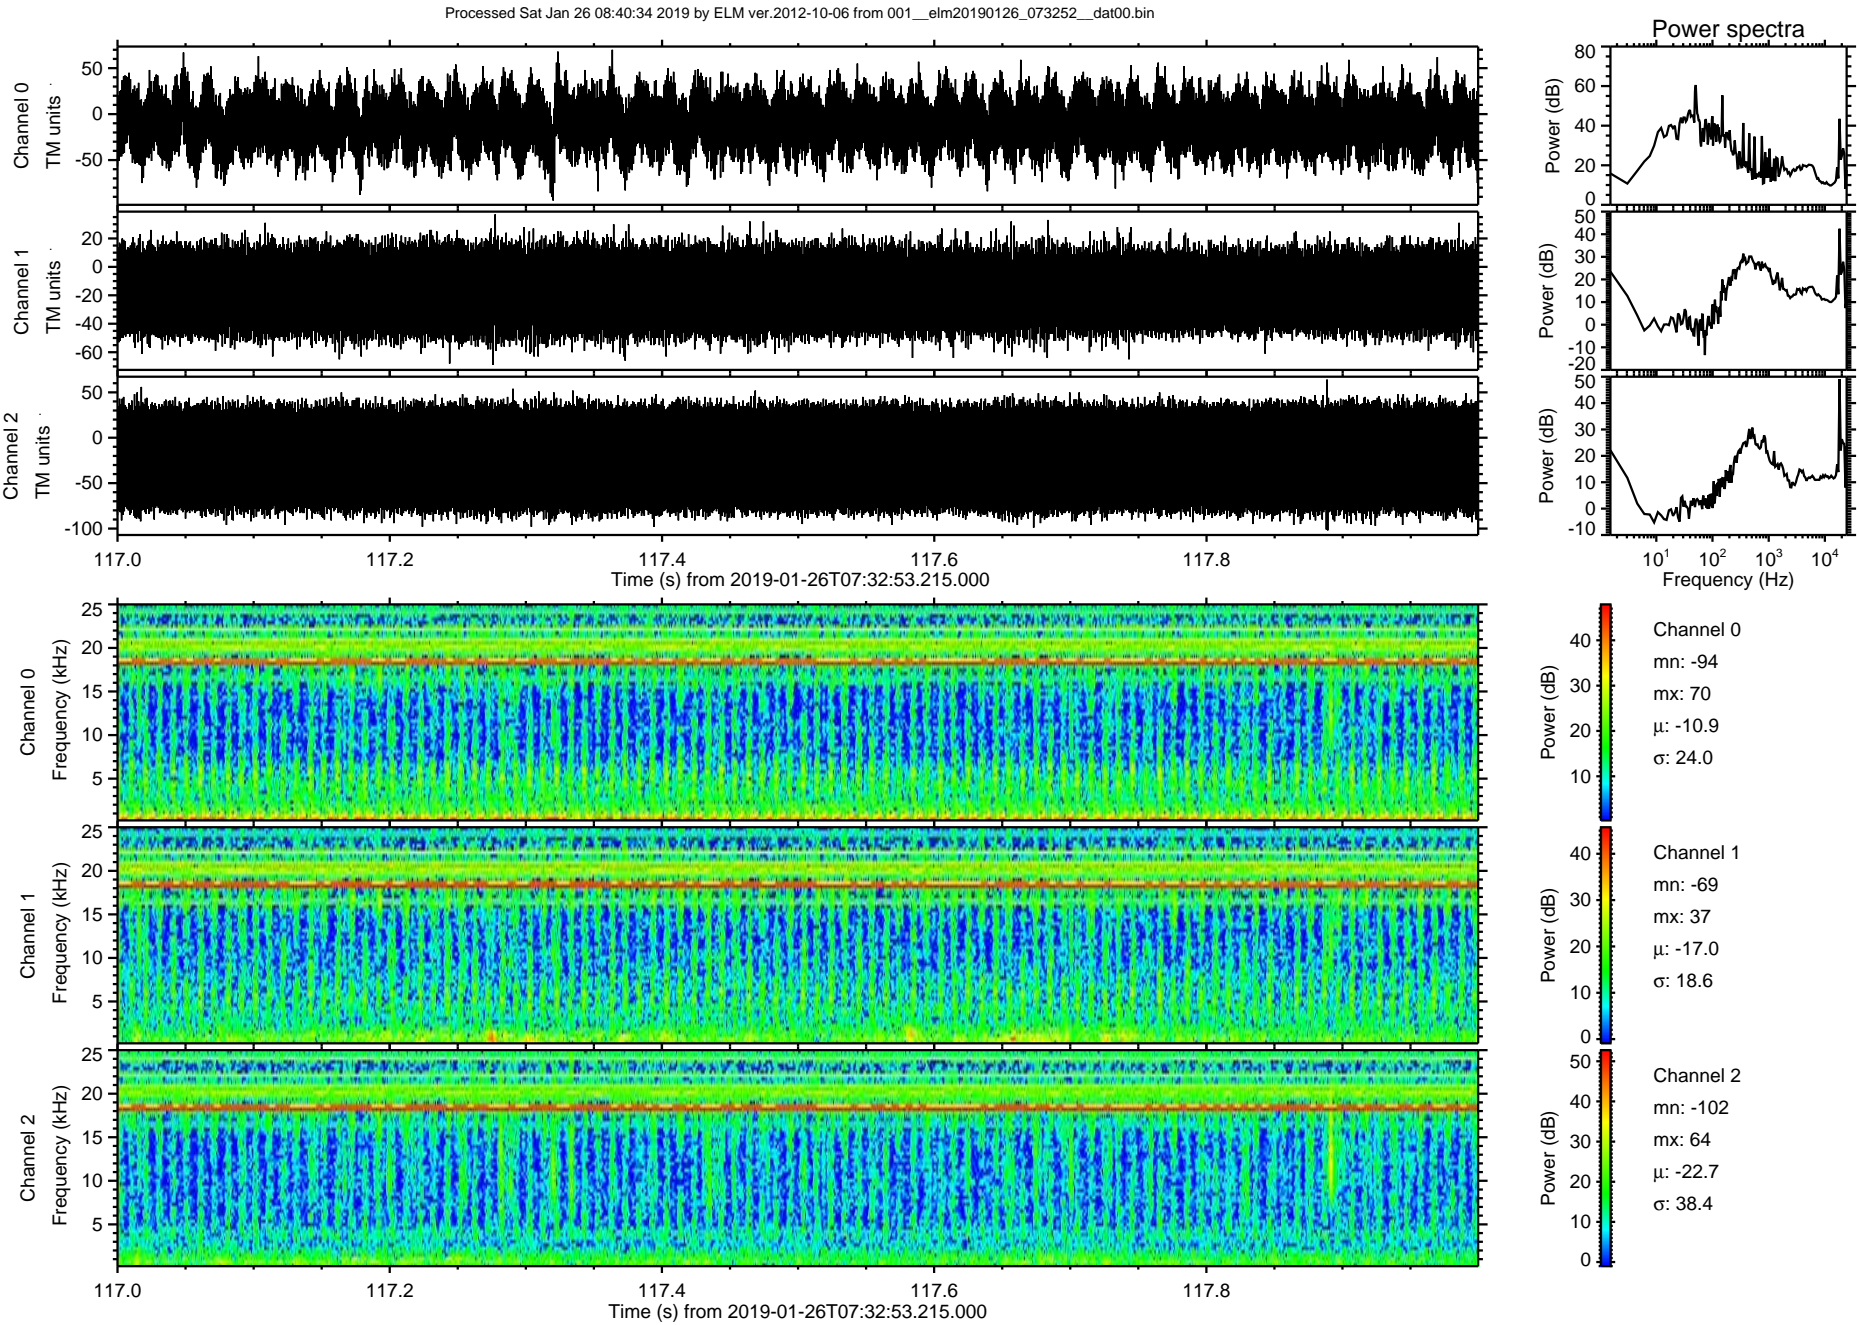 Processed Sat Jan 26 08:40:34 2019 by ELM ver.2012-10-06 from 001__elm20190126_073252__dat00.bin
Power spectra
Channel 0
TM units
50
0
-50
Power (dB)
80
60
40
20
0
Channel 1
TM units
20
0
-20
-40
-60
Power (dB)
50
40
30
20
10
0
-10
-20
Channel 2
TM units
50
0
-50
-100
Power (dB)
50
40
30
20
10
0
-10
117.0 117.2 117.4 117.6 117.8
Time (s) from 2019-01-26T07:32:53.215.000
10^1 10^2 10^3 10^4
Frequency (Hz)
Channel 0
Frequency (kHz)
25
20
15
10
5
Power (dB)
40
30
20
10
Channel 0
mn: -94
mx: 70
μ: -10.9
σ: 24.0
Channel 1
Frequency (kHz)
25
20
15
10
5
Power (dB)
40
30
20
10
0
Channel 1
mn: -69
mx: 37
μ: -17.0
σ: 18.6
Channel 2
Frequency (kHz)
25
20
15
10
5
Power (dB)
50
40
30
20
10
0
Channel 2
mn: -102
mx: 64
μ: -22.7
σ: 38.4
117.0 117.2 117.4 117.6 117.8
Time (s) from 2019-01-26T07:32:53.215.000